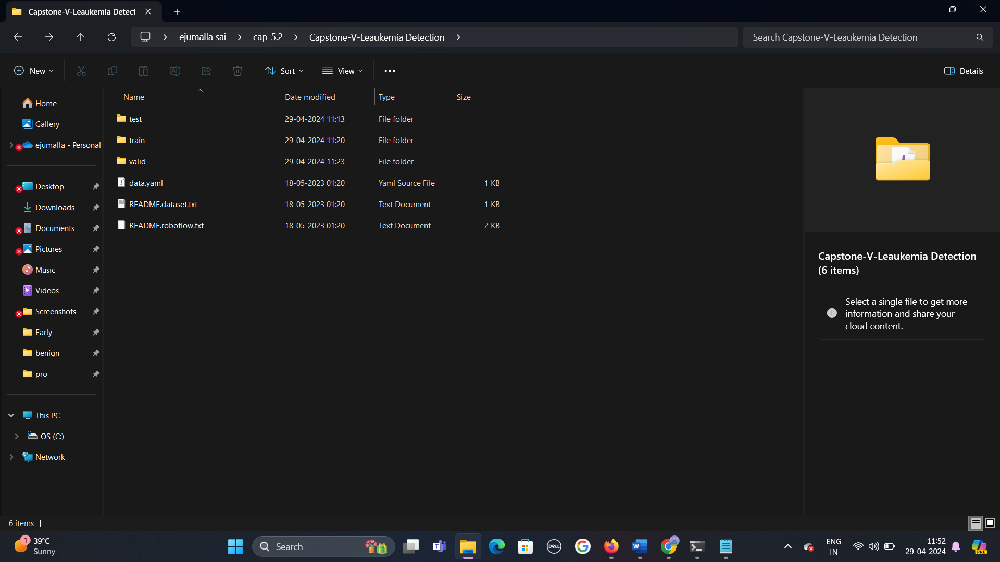 Capstone-V-Leaukemia Detect
ejumalla sai > cap-5.2 > Capstone-V-Leaukemia Detection >
Search Capstone-V-Leaukemia Detection
New
Sort
View
Details
Home
Gallery
ejumalla - Personal
Desktop
Downloads
Documents
Pictures
Music
Videos
Screenshots
Early
benign
pro
This PC
OS (C:)
Network
Name Date modified Type Size
test 29-04-2024 11:13 File folder
train 29-04-2024 11:20 File folder
valid 29-04-2024 11:23 File folder
data.yaml 18-05-2023 01:20 Yaml Source File 1 KB
README.dataset.txt 18-05-2023 01:20 Text Document 1 KB
README.roboflow.txt 18-05-2023 01:20 Text Document 2 KB
Capstone-V-Leaukemia Detection
(6 items)
Select a single file to get more
information and share your
cloud content.
6 items
1
39°C
Sunny
Search
T
DELL
G
W
ENG
IN
11:52
29-04-2024
PRE